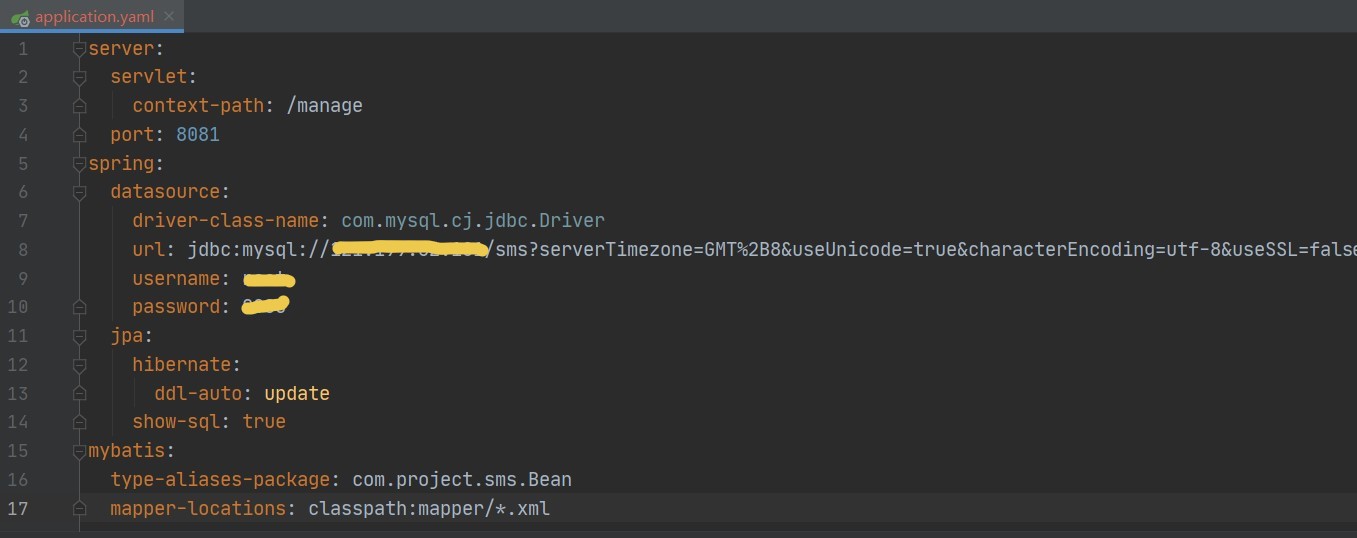 application.yaml
1 server:
2 servlet:
3 context-path: /manage
4 port: 8081
5 spring:
6 datasource:
7 driver-class-name: com.mysql.cj.jdbc.Driver
8 url: jdbc:mysql:///sms?serverTimezone=GMT%2B8&useUnicode=true&characterEncoding=utf-8&useSSL=false
9 username:
10 password:
11 jpa:
12 hibernate:
13 ddl-auto: update
14 show-sql: true
15 mybatis:
16 type-aliases-package: com.project.sms.Bean
17 mapper-locations: classpath:mapper/*.xml